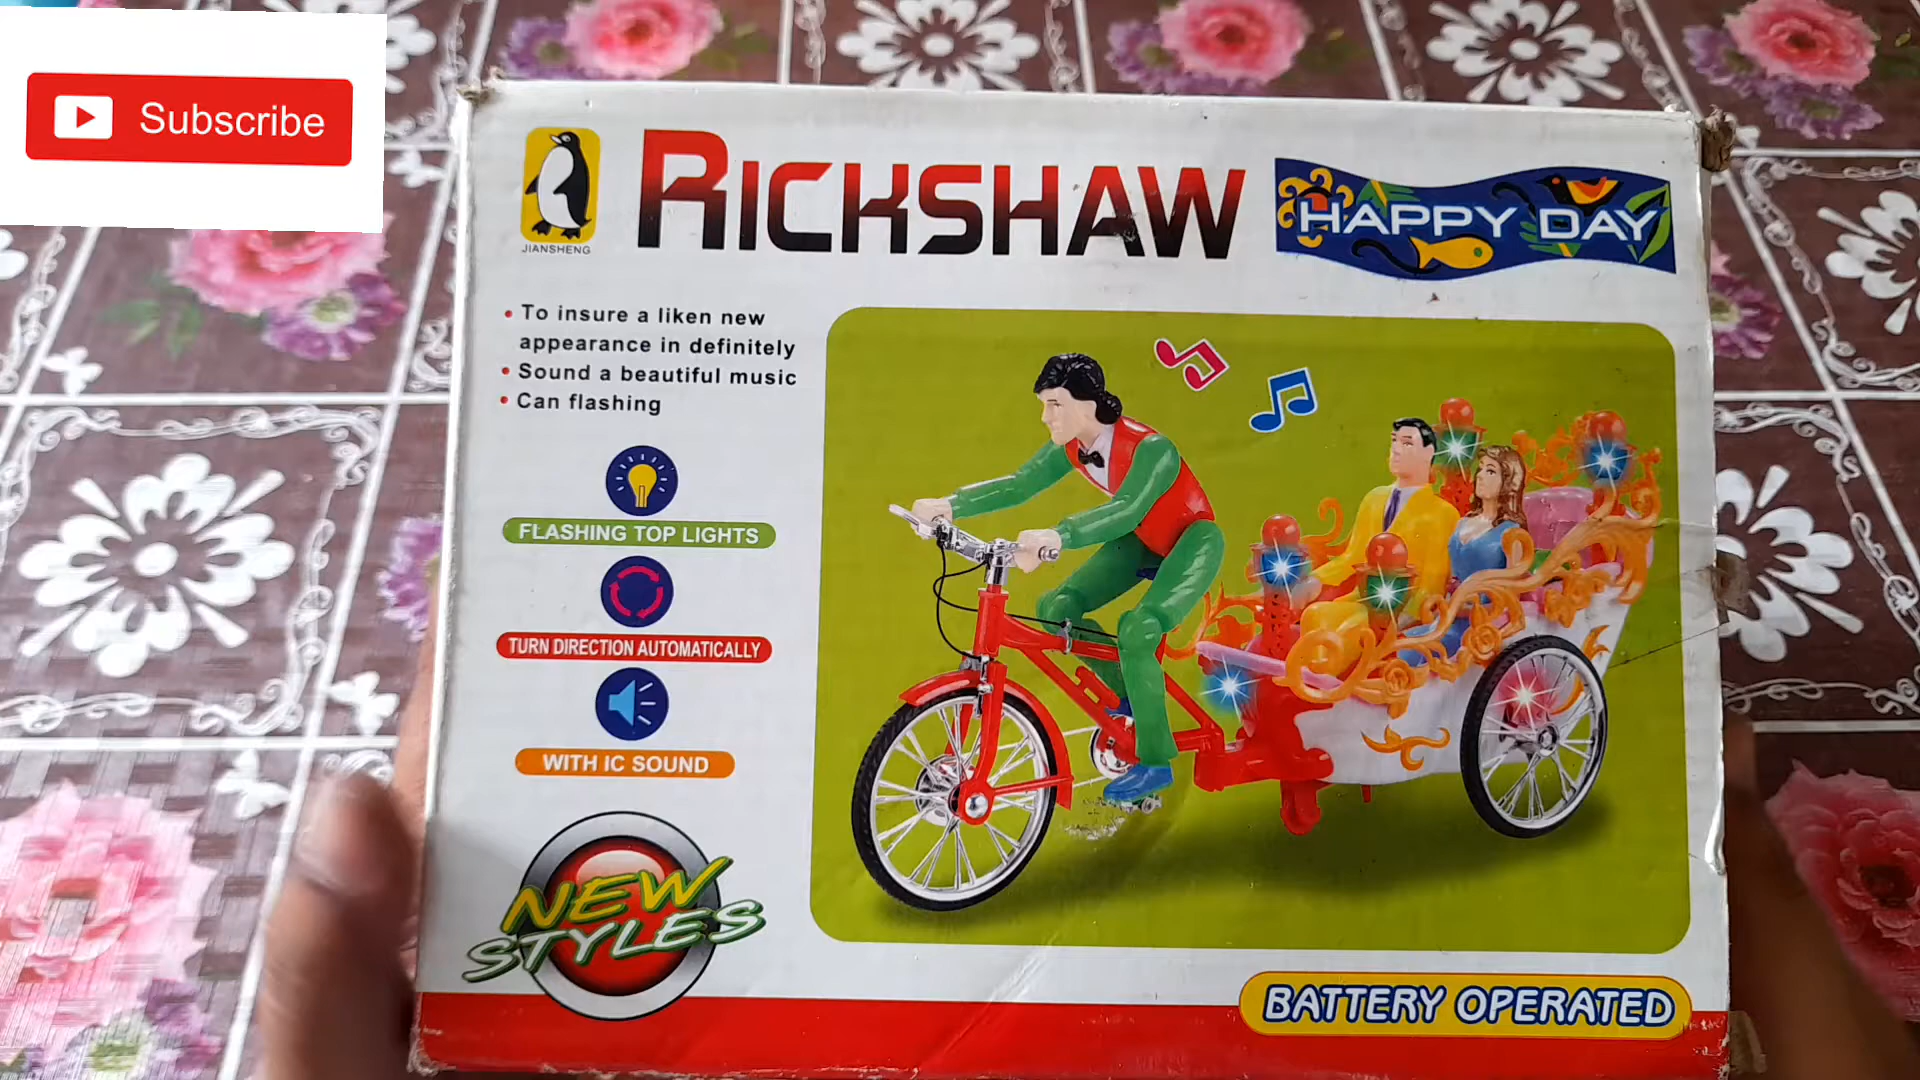 Subscribe
JIANSHENG
RICKSHAW
HAPPY DAY
• To insure a liken new
appearance in definitely
• Sound a beautiful music
• Can flashing
FLASHING TOP LIGHTS
TURN DIRECTION AUTOMATICALLY
WITH IC SOUND
NEW
STYLES
BATTERY OPERATED